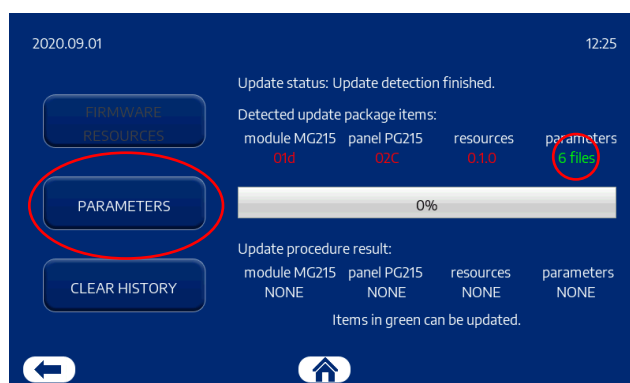 2020.09.01 12:25
Update status: Update detection finished.
FIRMWARE
RESOURCES
Detected update package items:
module MG215 panel PG215 resources parameters
01d 02C 0.1.0 6 files
PARAMETERS
0%
Update procedure result:
module MG215 panel PG215 resources parameters
NONE NONE NONE NONE
CLEAR HISTORY
Items in green can be updated.